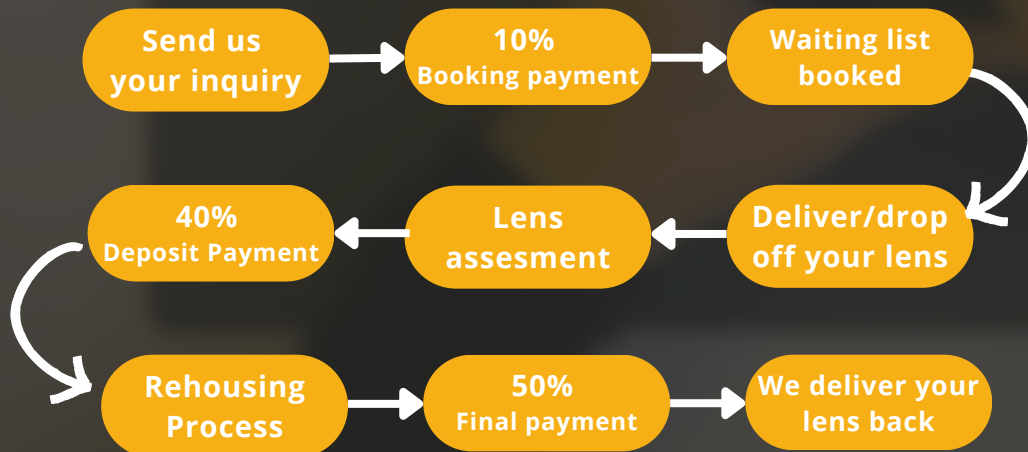 Send us
your inquiry
10%
Booking payment
Waiting list
booked
Deliver/drop
off your lens
Lens
assesment
40%
Deposit Payment
Rehousing
Process
50%
Final payment
We deliver your
lens back